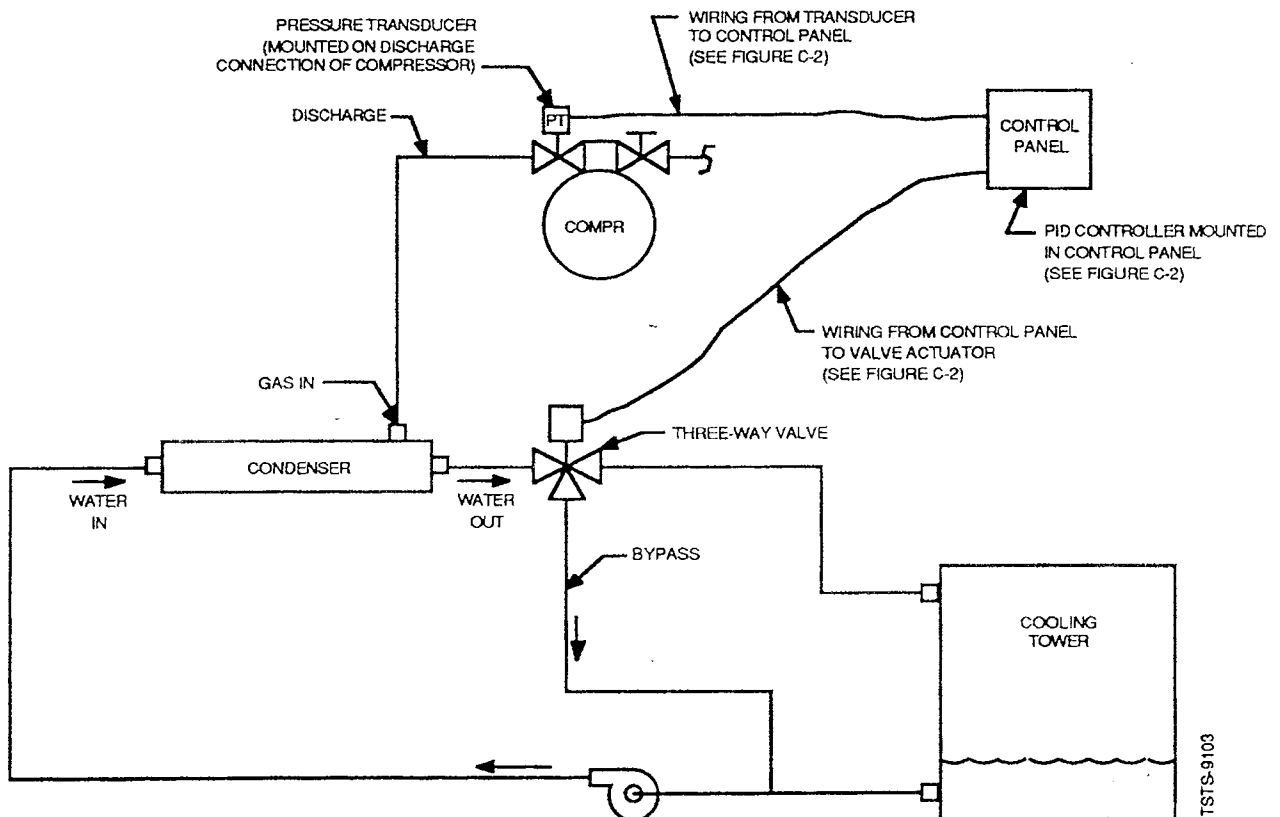 PRESSURE TRANSDUCER
(MOUNTED ON DISCHARGE
CONNECTION OF COMPRESSOR)
WIRING FROM TRANSDUCER
TO CONTROL PANEL
(SEE FIGURE C-2)
DISCHARGE
PT
CONTROL
PANEL
COMPR
PID CONTROLLER MOUNTED
IN CONTROL PANEL
(SEE FIGURE C-2)
WIRING FROM CONTROL PANEL
TO VALVE ACTUATOR
(SEE FIGURE C-2)
GAS IN
THREE-WAY VALVE
CONDENSER
WATER
IN
WATER
OUT
BYPASS
COOLING
TOWER
TSTS-9103